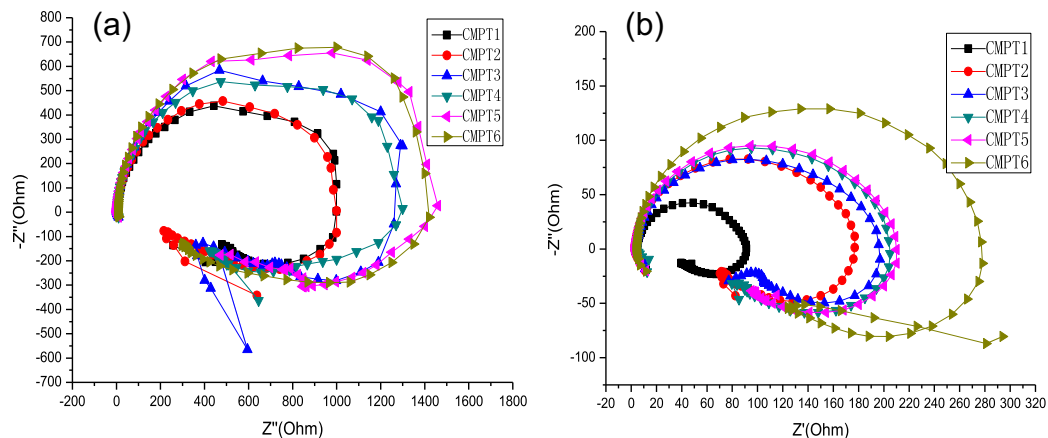 (a)
CMPT1
CMPT2
CMPT3
CMPT4
CMPT5
CMPT6
800
700
600
500
400
300
200
100
0
-100
-200
-300
-400
-500
-600
-700
-Z''(Ohm)
-200 0 200 400 600 800 1000 1200 1400 1600 1800
Z''(Ohm)
(b)
CMPT1
CMPT2
CMPT3
CMPT4
CMPT5
CMPT6
200
150
100
50
0
-50
-100
-Z''(Ohm)
-20 0 20 40 60 80 100 120 140 160 180 200 220 240 260 280 300 320
Z'(Ohm)